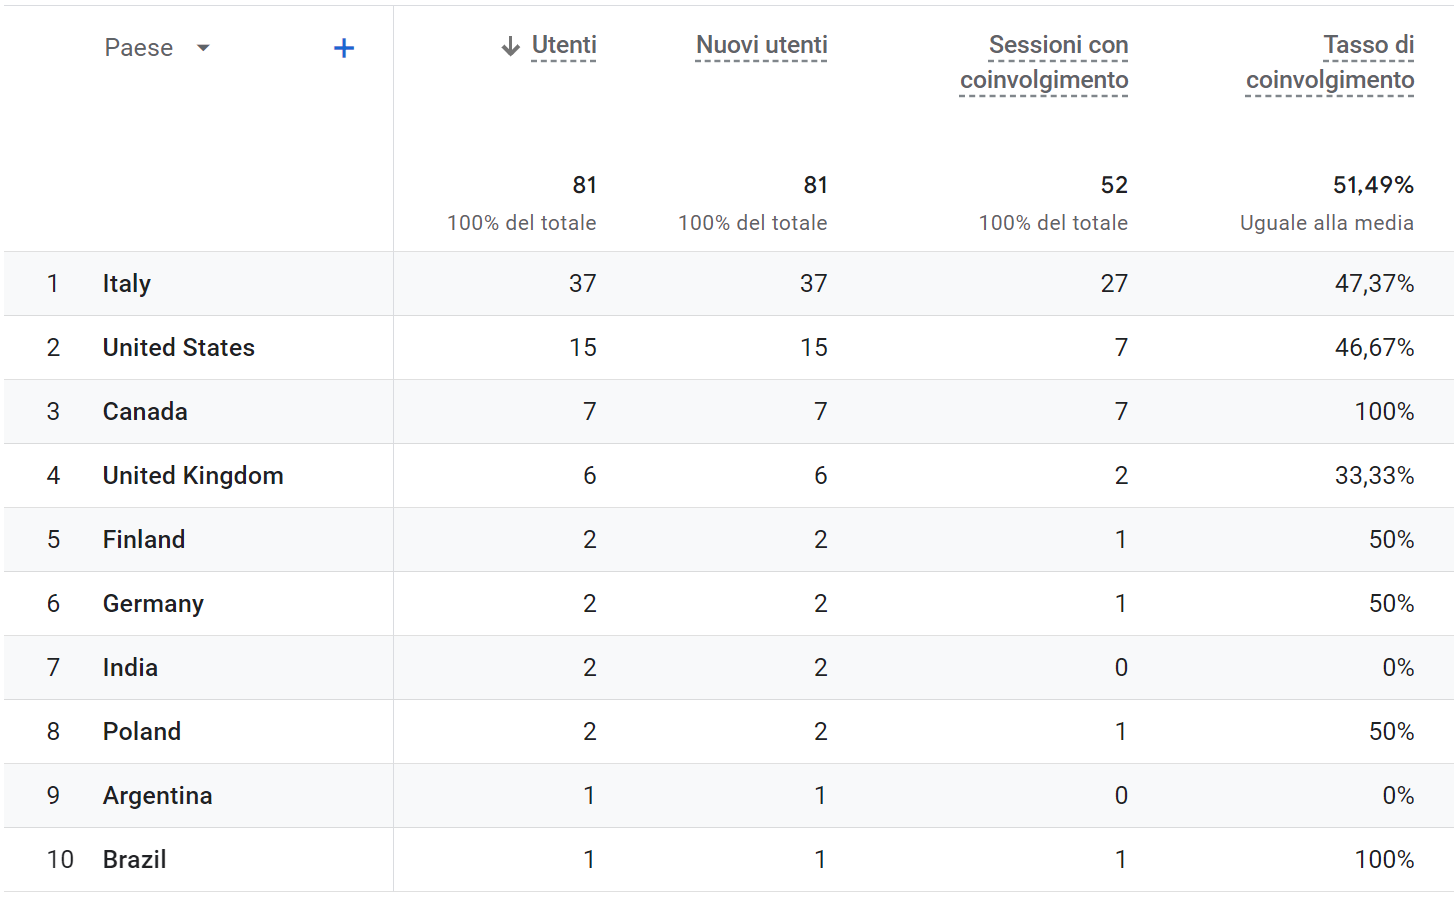 Paese Utenti Nuovi utenti Sessioni con coinvolgimento Tasso di coinvolgimento
81 81 52 51,49%
100% del totale 100% del totale 100% del totale Uguale alla media
1 Italy 37 37 27 47,37%
2 United States 15 15 7 46,67%
3 Canada 7 7 7 100%
4 United Kingdom 6 6 2 33,33%
5 Finland 2 2 1 50%
6 Germany 2 2 1 50%
7 India 2 2 0 0%
8 Poland 2 2 1 50%
9 Argentina 1 1 0 0%
10 Brazil 1 1 1 100%